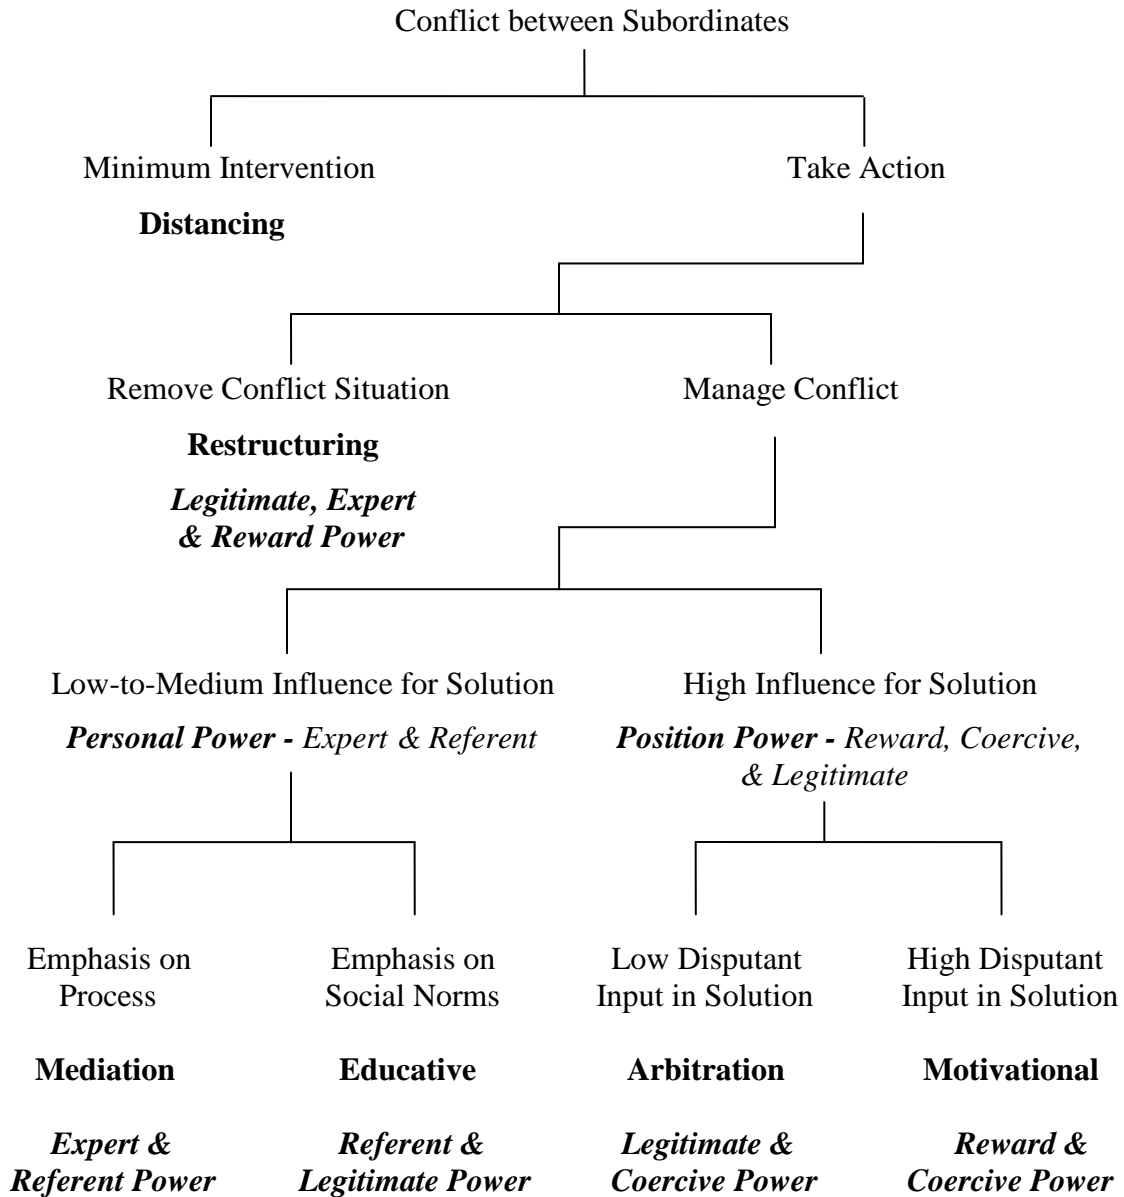 Conflict between Subordinates
Minimum Intervention
Take Action
Distancing
Remove Conflict Situation
Manage Conflict
Restructuring
Legitimate, Expert
& Reward Power
Low-to-Medium Influence for Solution
High Influence for Solution
Personal Power - Expert & Referent
Position Power - Reward, Coercive,
& Legitimate
Emphasis on
Process
Emphasis on
Social Norms
Low Disputant
Input in Solution
High Disputant
Input in Solution
Mediation
Educative
Arbitration
Motivational
Expert &
Referent Power
Referent &
Legitimate Power
Legitimate &
Coercive Power
Reward &
Coercive Power